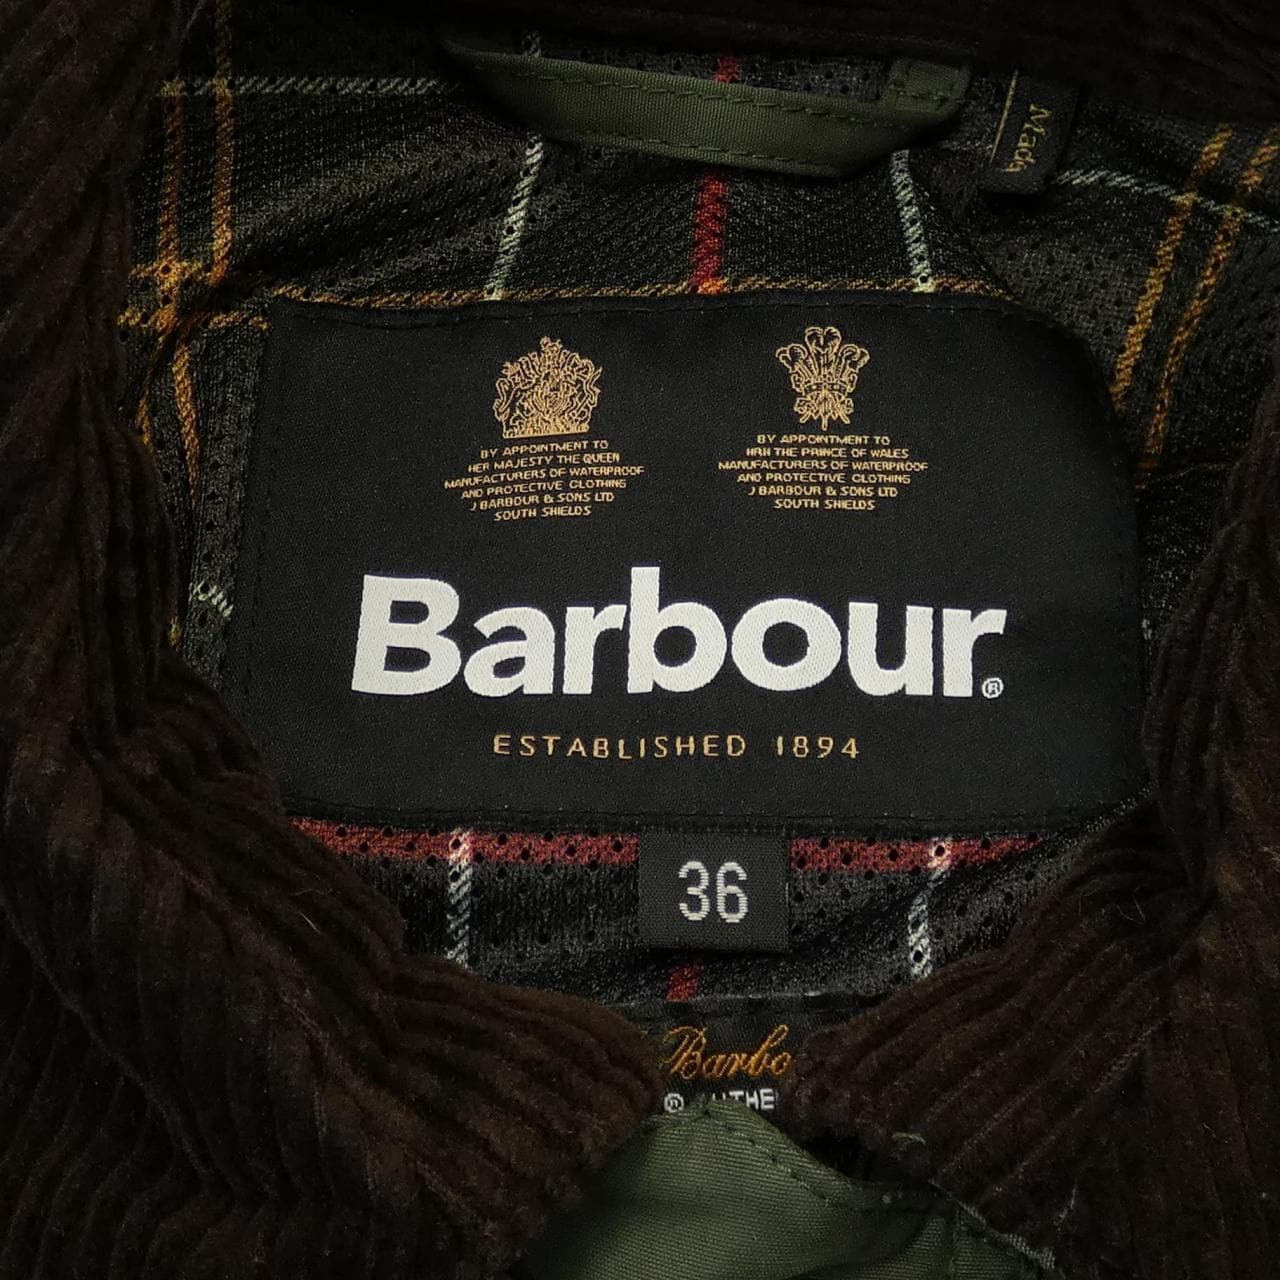 Made
BY APPOINTMENT TO
HER MAJESTY THE QUEEN
MANUFACTURERS OF WATERPROOF
AND PROTECTIVE CLOTHING
J BARBOUR & SONS LTD
SOUTH SHIELDS
BY APPOINTMENT TO
HRH THE PRINCE OF WALES
MANUFACTURERS OF WATERPROOF
AND PROTECTIVE CLOTHING
J BARBOUR & SONS LTD
SOUTH SHIELDS
Barbour®
ESTABLISHED 1894
36
Barbo
®